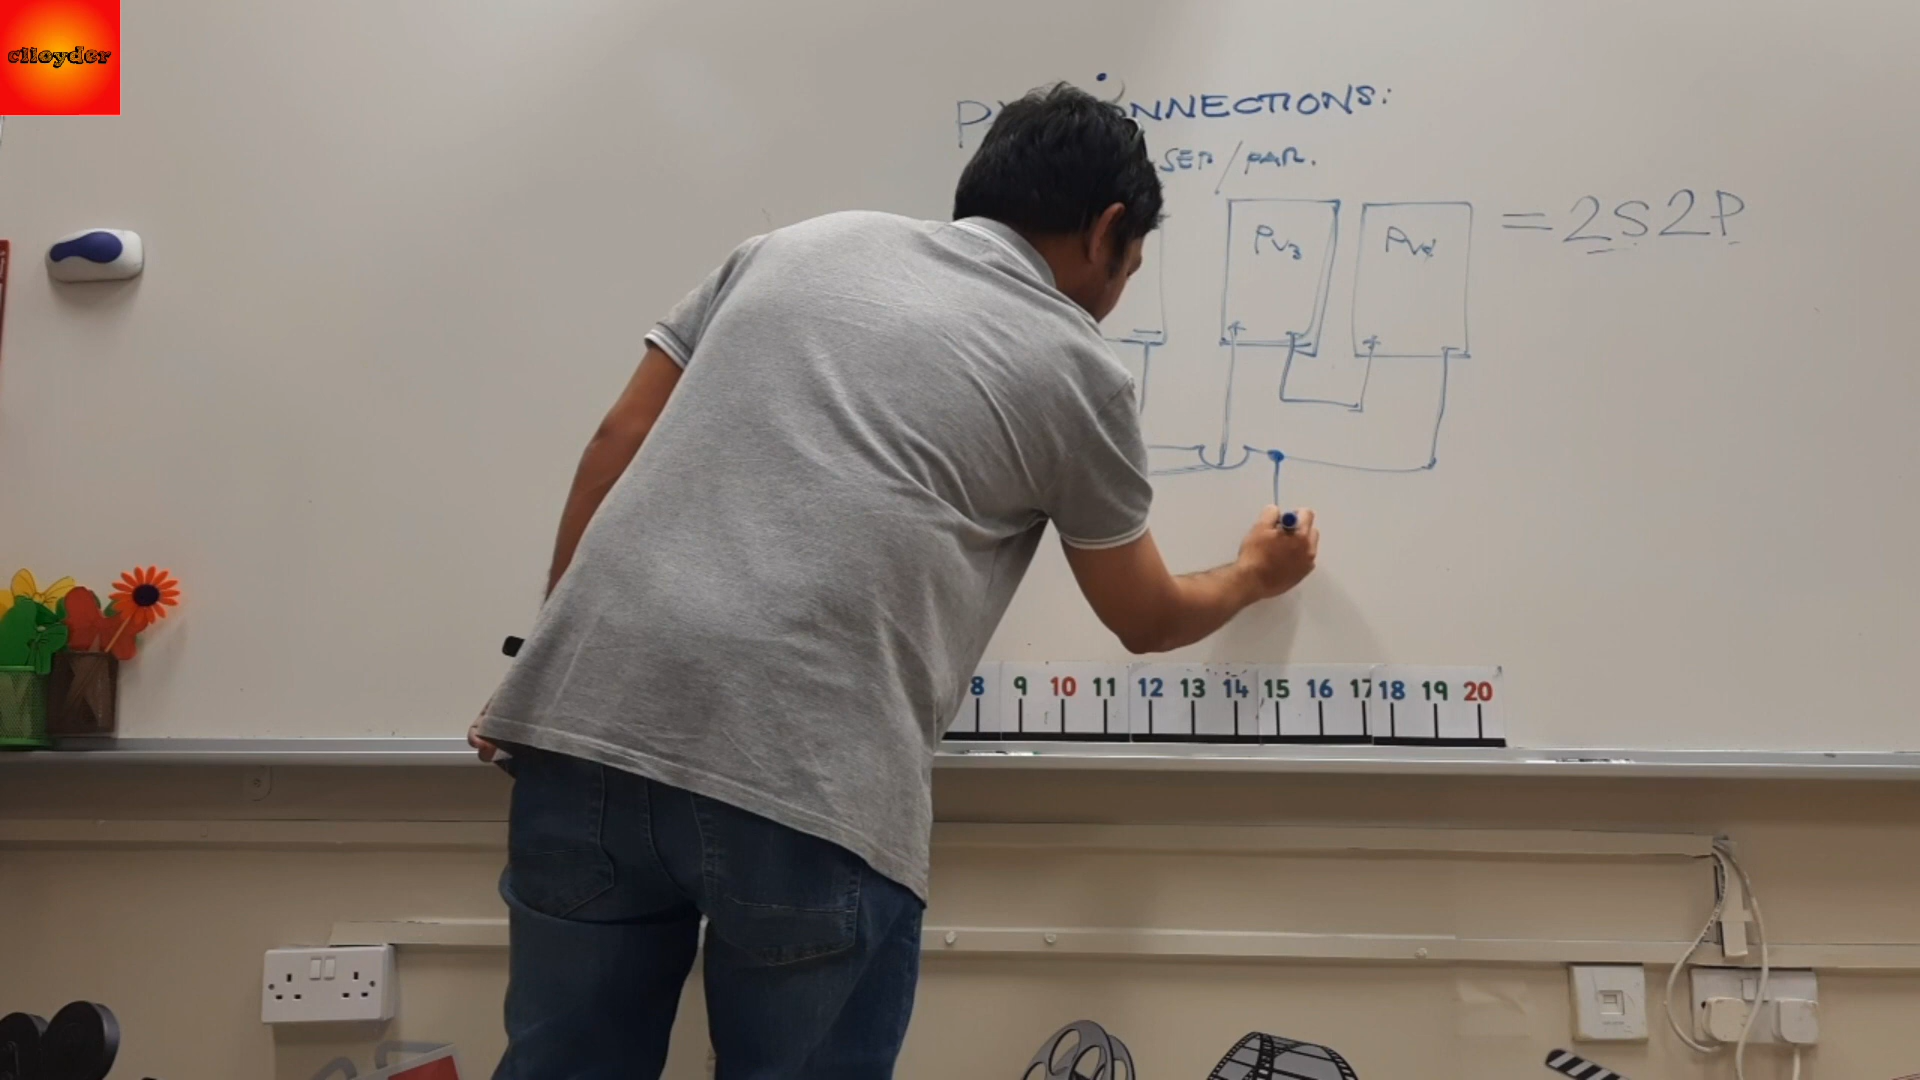 ciloyder
NNECTIONS:
SER/PAR.
PV3
PV4
= 2S2P
8 9 10 11 12 13 14 15 16 17 18 19 20